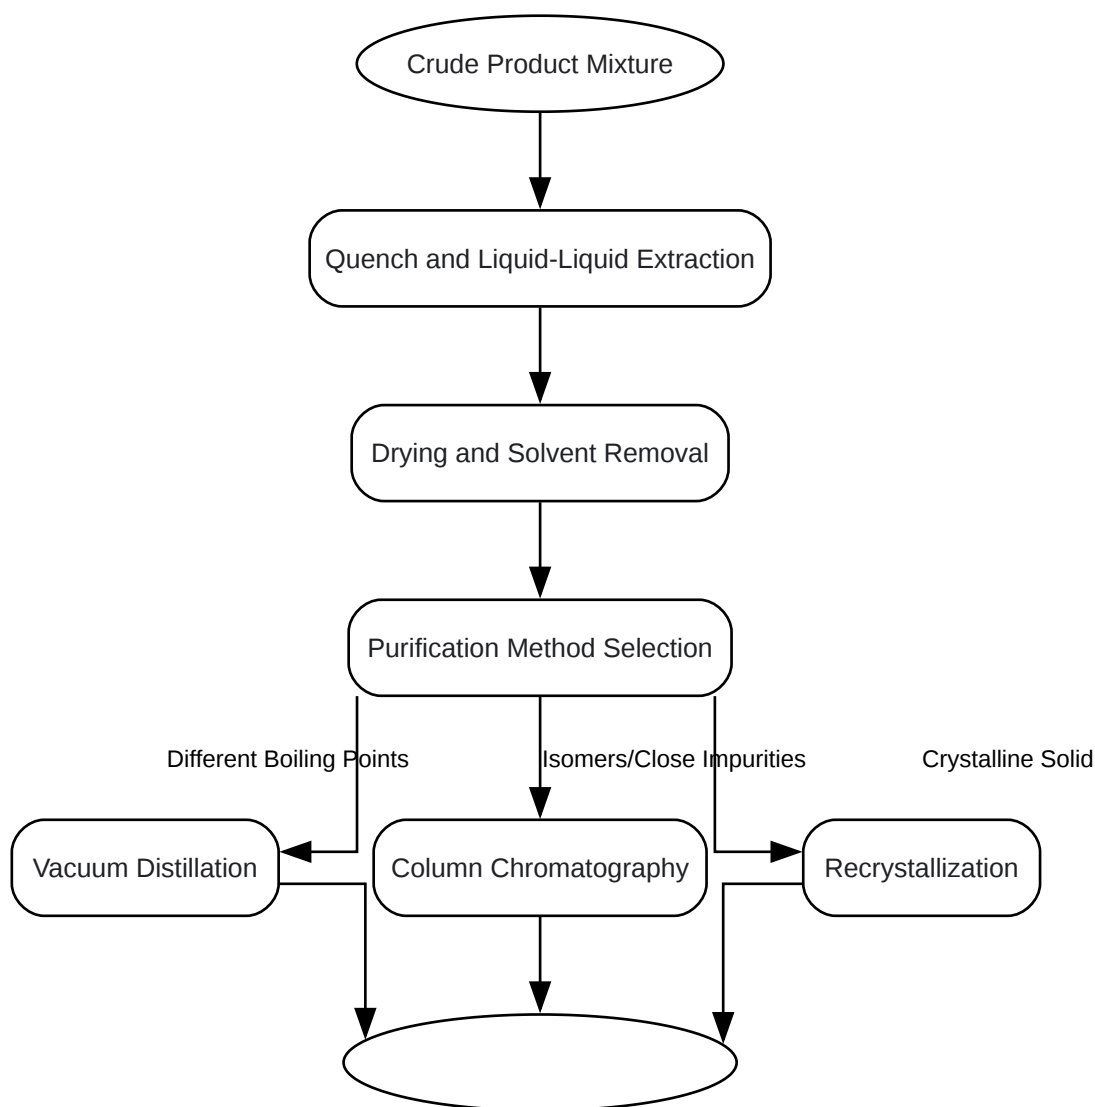 Crude Product Mixture
Quench and Liquid-Liquid Extraction
Drying and Solvent Removal
Purification Method Selection
Different Boiling Points
Isomers/Close Impurities
Crystalline Solid
Vacuum Distillation
Column Chromatography
Recrystallization